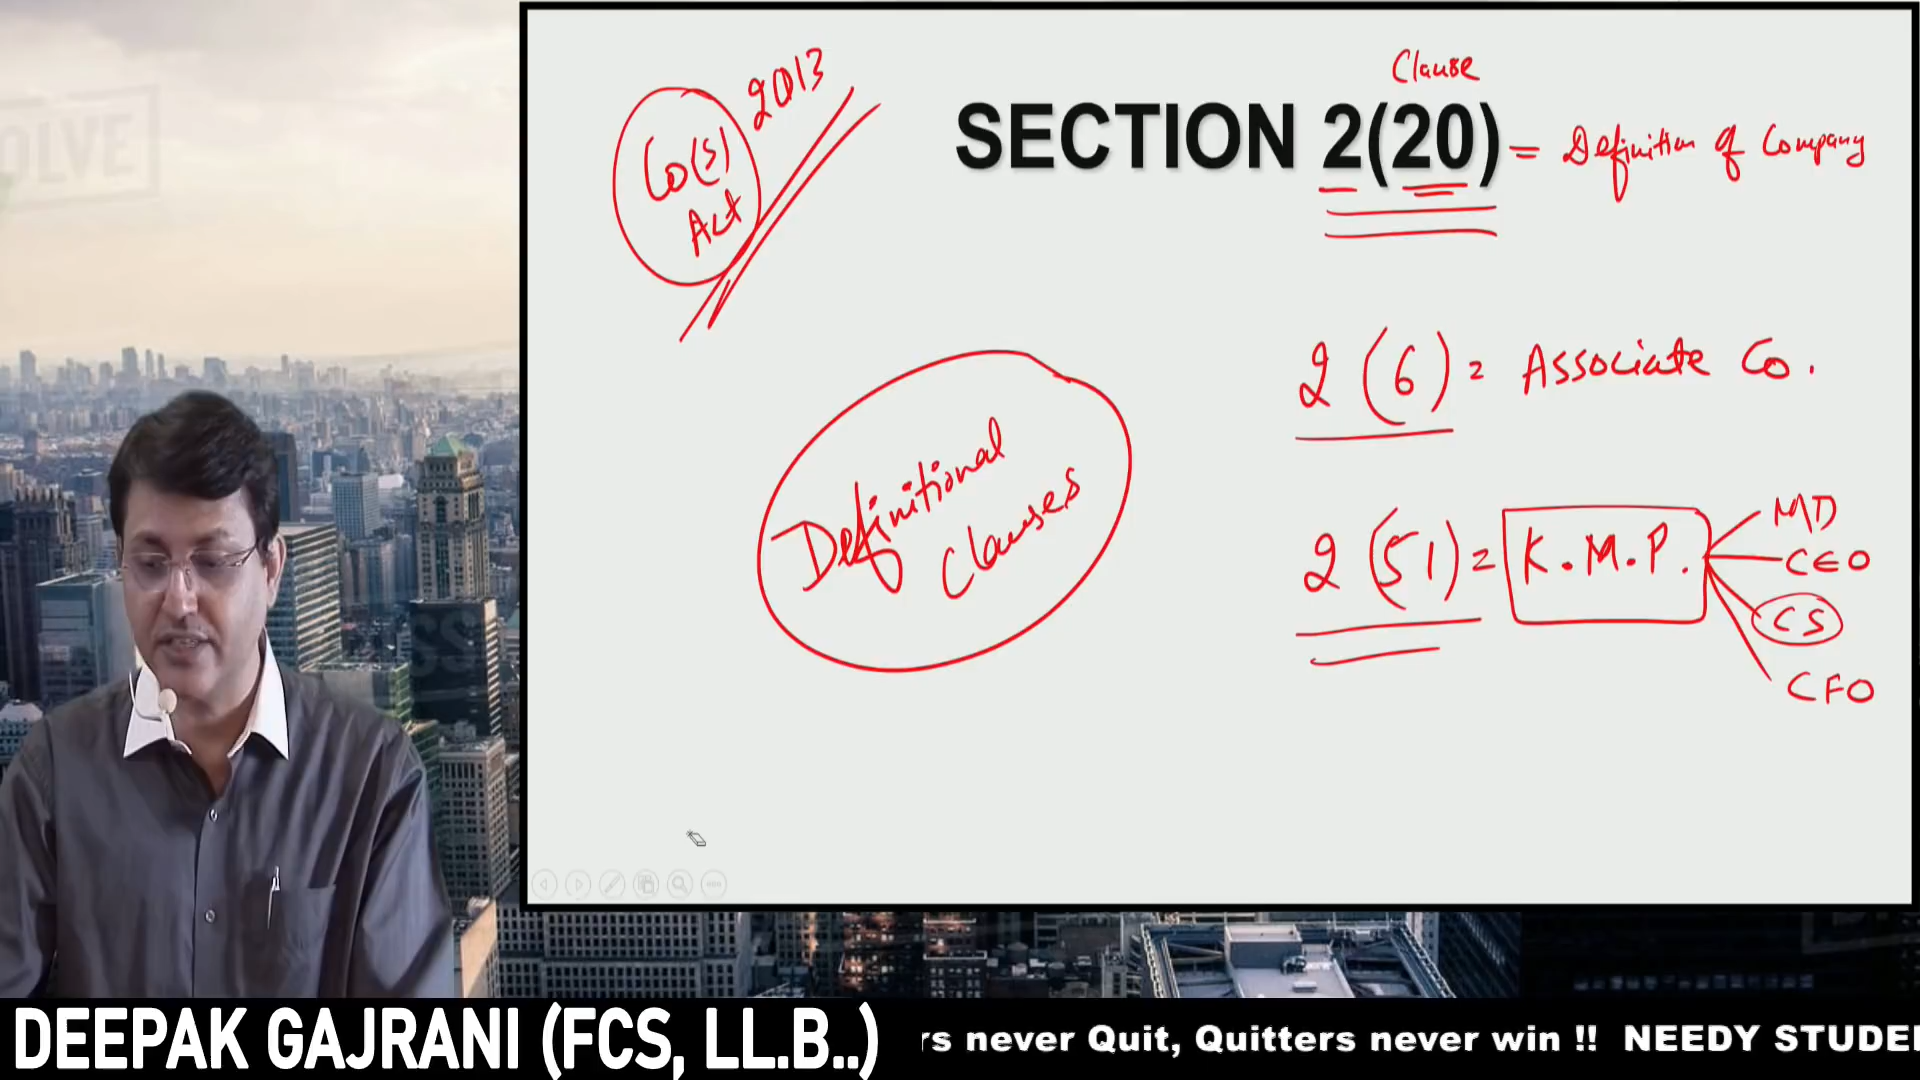 OLVE
Co(s)
Act
2013
Clause
SECTION 2(20) = Definition of Company
2 (6) = Associate Co.
Definitional
Clauses
2 (51) = K.M.P.
MD
CEO
CS
CFO
DEEPAK GAJRANI (FCS, LL.B..)
rs never Quit, Quitters never win !! NEEDY STUDE